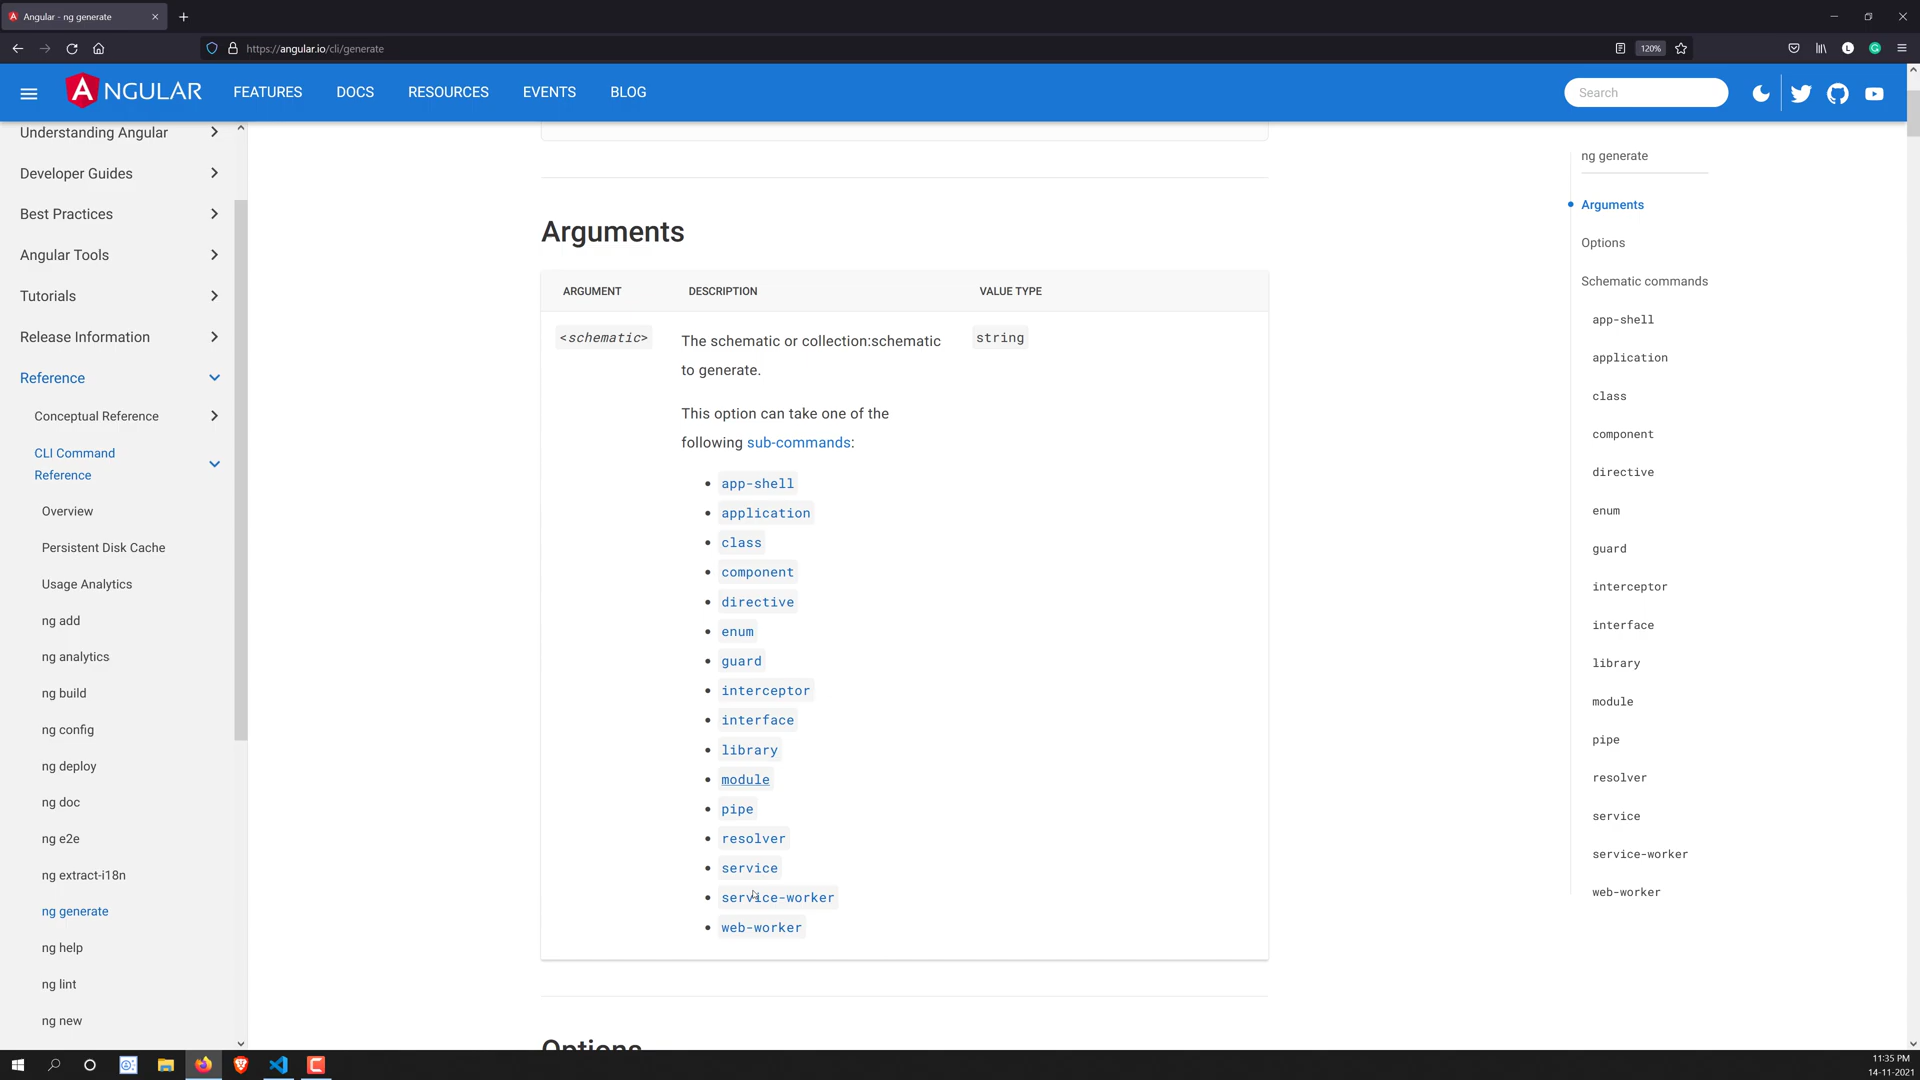 Angular - ng generate
https://angular.io/cli/generate
120%
ANGULAR
FEATURES
DOCS
RESOURCES
EVENTS
BLOG
Search
Understanding Angular
Developer Guides
Best Practices
Angular Tools
Tutorials
Release Information
Reference
Conceptual Reference
CLI Command
Reference
Overview
Persistent Disk Cache
Usage Analytics
ng add
ng analytics
ng build
ng config
ng deploy
ng doc
ng e2e
ng extract-i18n
ng generate
ng help
ng lint
ng new
Arguments
ARGUMENT DESCRIPTION VALUE TYPE
<schematic>
The schematic or collection:schematic
to generate.
string
This option can take one of the
following sub-commands:
• app-shell
• application
• class
• component
• directive
• enum
• guard
• interceptor
• interface
• library
• module
• pipe
• resolver
• service
• service-worker
• web-worker
Options
ng generate
Arguments
Options
Schematic commands
app-shell
application
class
component
directive
enum
guard
interceptor
interface
library
module
pipe
resolver
service
service-worker
web-worker
11:35 PM
14-11-2021